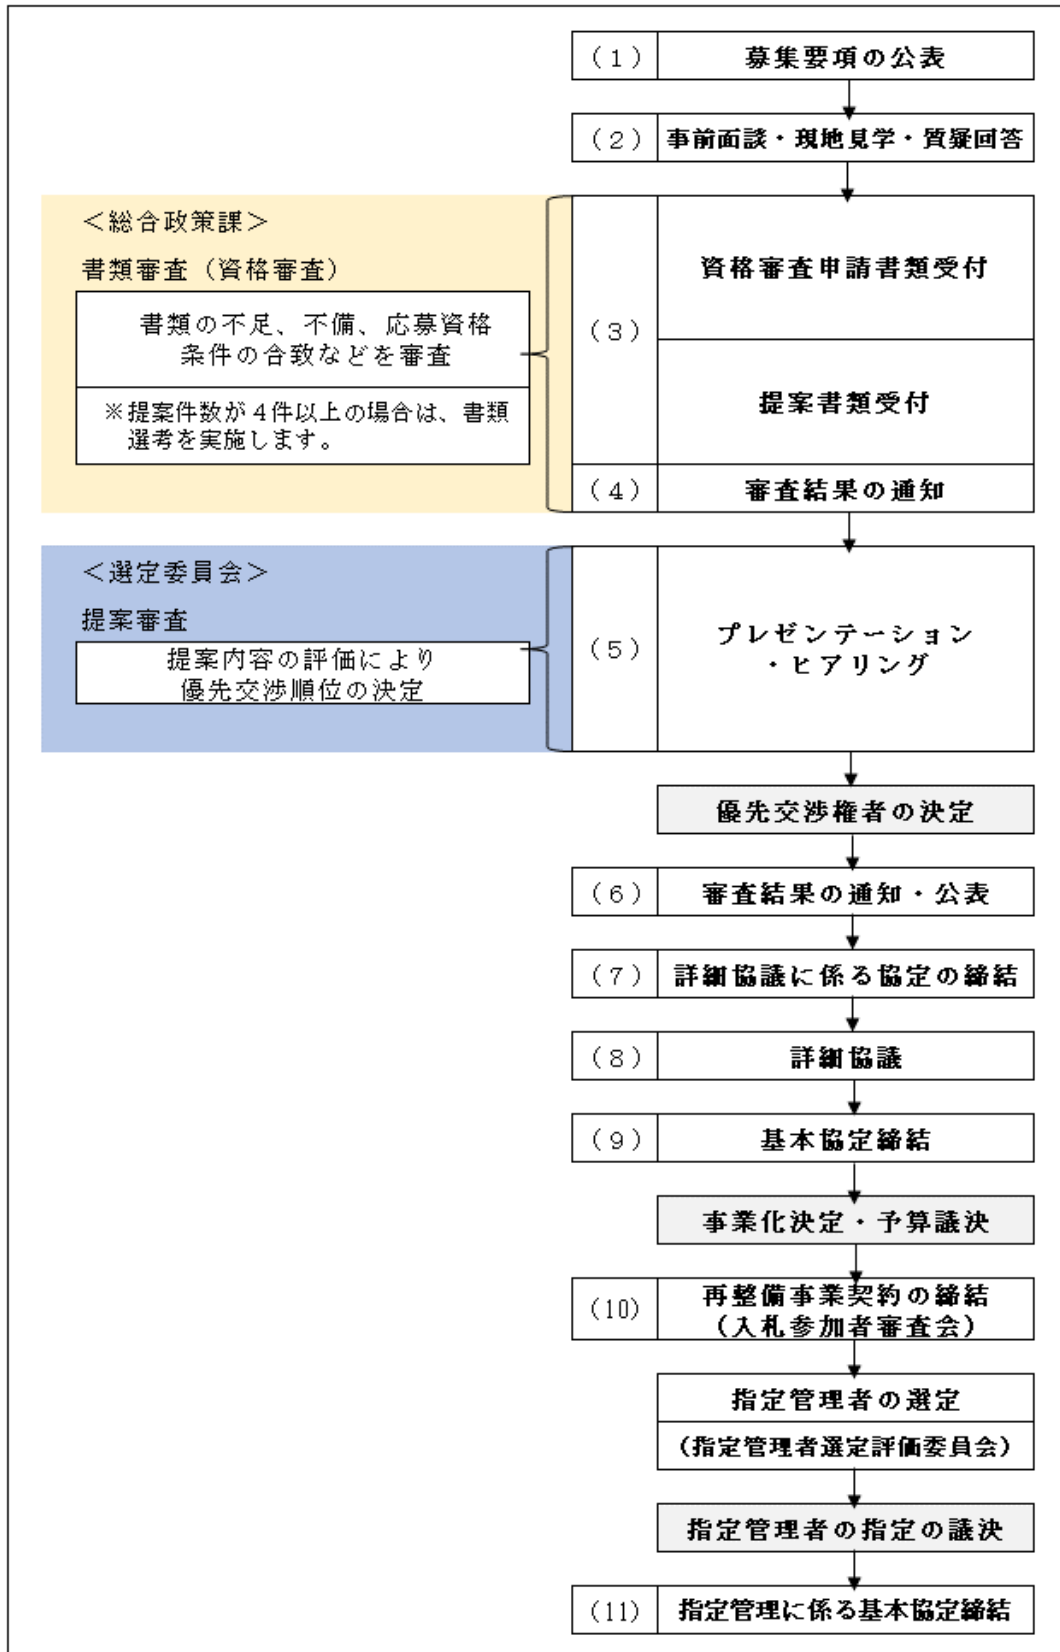 （１） 募集要項の公表
（２） 事前面談・現地見学・質疑回答
＜総合政策課＞
書類審査（資格審査）
書類の不足、不備、応募資格
条件の合致などを審査
※提案件数が４件以上の場合は、書類
選考を実施します。
（３）
資格審査申請書類受付
提案書類受付
（４） 審査結果の通知
＜選定委員会＞
提案審査
提案内容の評価により
優先交渉順位の決定
（５）
プレゼンテーション
・ヒアリング
優先交渉権者の決定
（６） 審査結果の通知・公表
（７） 詳細協議に係る協定の締結
（８） 詳細協議
（９） 基本協定締結
事業化決定・予算議決
（10）
再整備事業契約の締結
（入札参加者審査会）
指定管理者の選定
（指定管理者選定評価委員会）
指定管理者の指定の議決
（11） 指定管理に係る基本協定締結